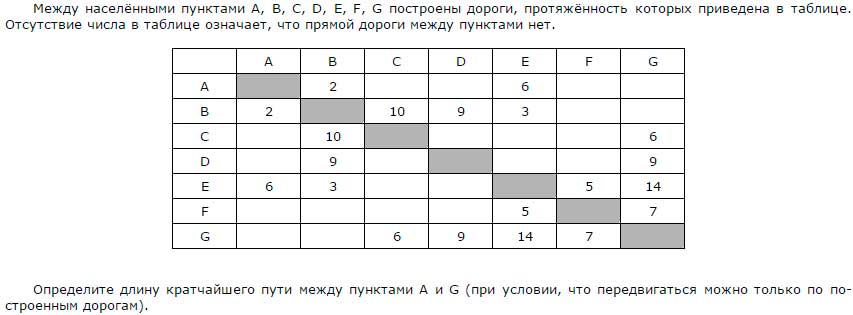 Между населёнными пунктами A, B, C, D, E, F, G построены дороги, протяжённость которых приведена в таблице.
Отсутствие числа в таблице означает, что прямой дороги между пунктами нет.
A B C D E F G
A 2 6
B 2 10 9 3
C 10 6
D 9 9
E 6 3 5 14
F 5 7
G 6 9 14 7
Определите длину кратчайшего пути между пунктами A и G (при условии, что передвигаться можно только по по-
строенным дорогам).